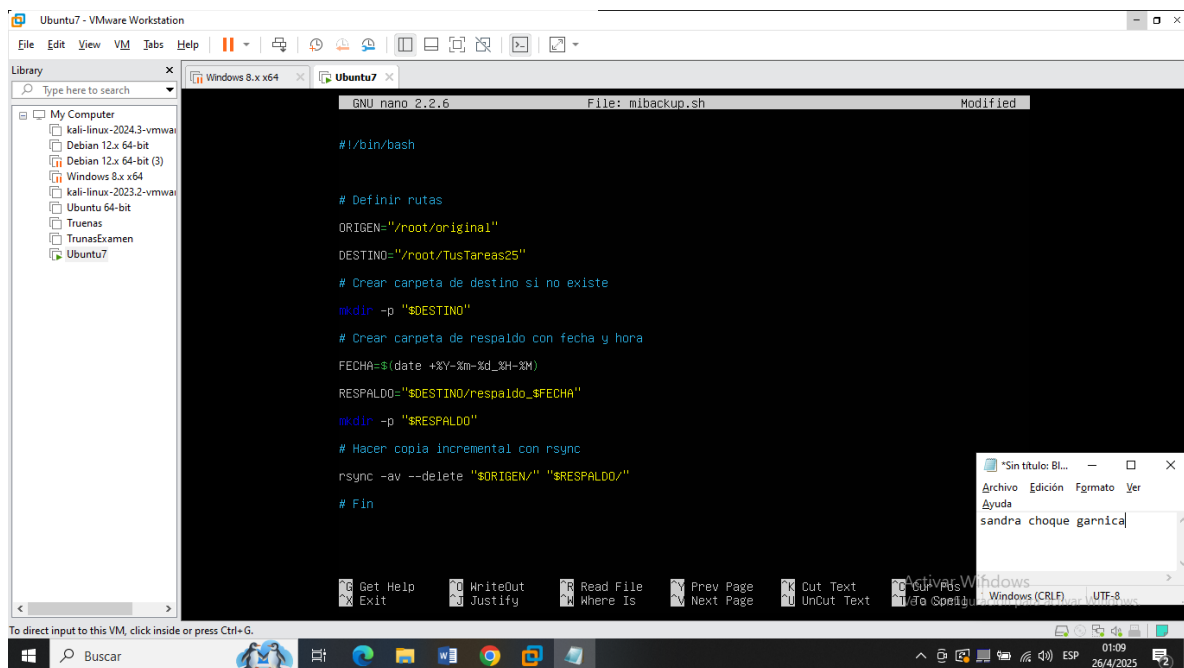 Ubuntu7 - VMware Workstation
File Edit View VM Tabs Help
Library
Type here to search
My Computer
kali-linux-2024.3-vmwar
Debian 12.x 64-bit
Debian 12.x 64-bit (3)
Windows 8.x x64
kali-linux-2023.2-vmwar
Ubuntu 64-bit
Truenas
TrunasExamen
Ubuntu7
Windows 8.x x64
Ubuntu7
GNU nano 2.2.6 File: mibackup.sh Modified
#!/bin/bash
# Definir rutas
ORIGEN="/root/original"
DESTINO="/root/TusTareas25"
# Crear carpeta de destino si no existe
mkdir -p "$DESTINO"
# Crear carpeta de respaldo con fecha y hora
FECHA=$(date +%Y-%m-%d_%H-%M)
RESPALDO="$DESTINO/respaldo_$FECHA"
mkdir -p "$RESPALDO"
# Hacer copia incremental con rsync
rsync -av --delete "$ORIGEN/" "$RESPALDO/"
# Fin
^G Get Help ^O WriteOut ^R Read File ^Y Prev Page ^K Cut Text ^C Cur Pos
^X Exit ^J Justify ^W Where Is ^V Next Page ^U UnCut Text ^T To Spell
*Sin título: Bl...
Archivo Edición Formato Ver
Ayuda
sandra choque garnica
Activar Windows
Windows (CRLF) UTF-8
To direct input to this VM, click inside or press Ctrl+G.
Buscar
ESP
01:09
26/4/2025
2